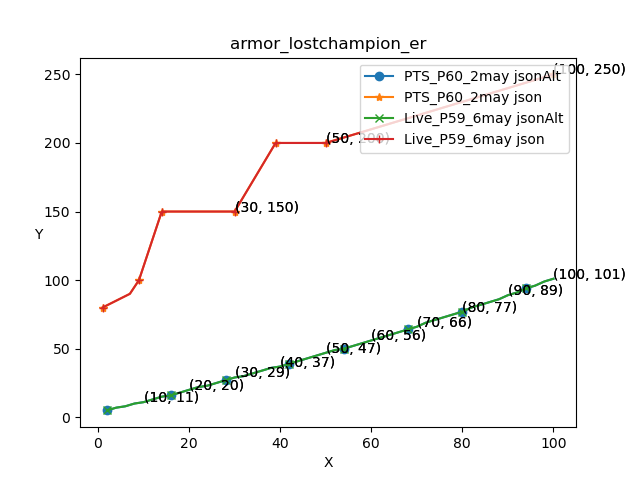 armor_lostchampion_er
PTS_P60_2may jsonAlt
PTS_P60_2may json
Live_P59_6may jsonAlt
Live_P59_6may json
(100, 250)
(50, 200)
(30, 150)
(100, 101)
(90, 89)
(80, 77)
(70, 66)
(60, 56)
(50, 47)
(40, 37)
(30, 29)
(20, 20)
(10, 11)
250
200
150
100
50
0
Y
0 20 40 60 80 100
X